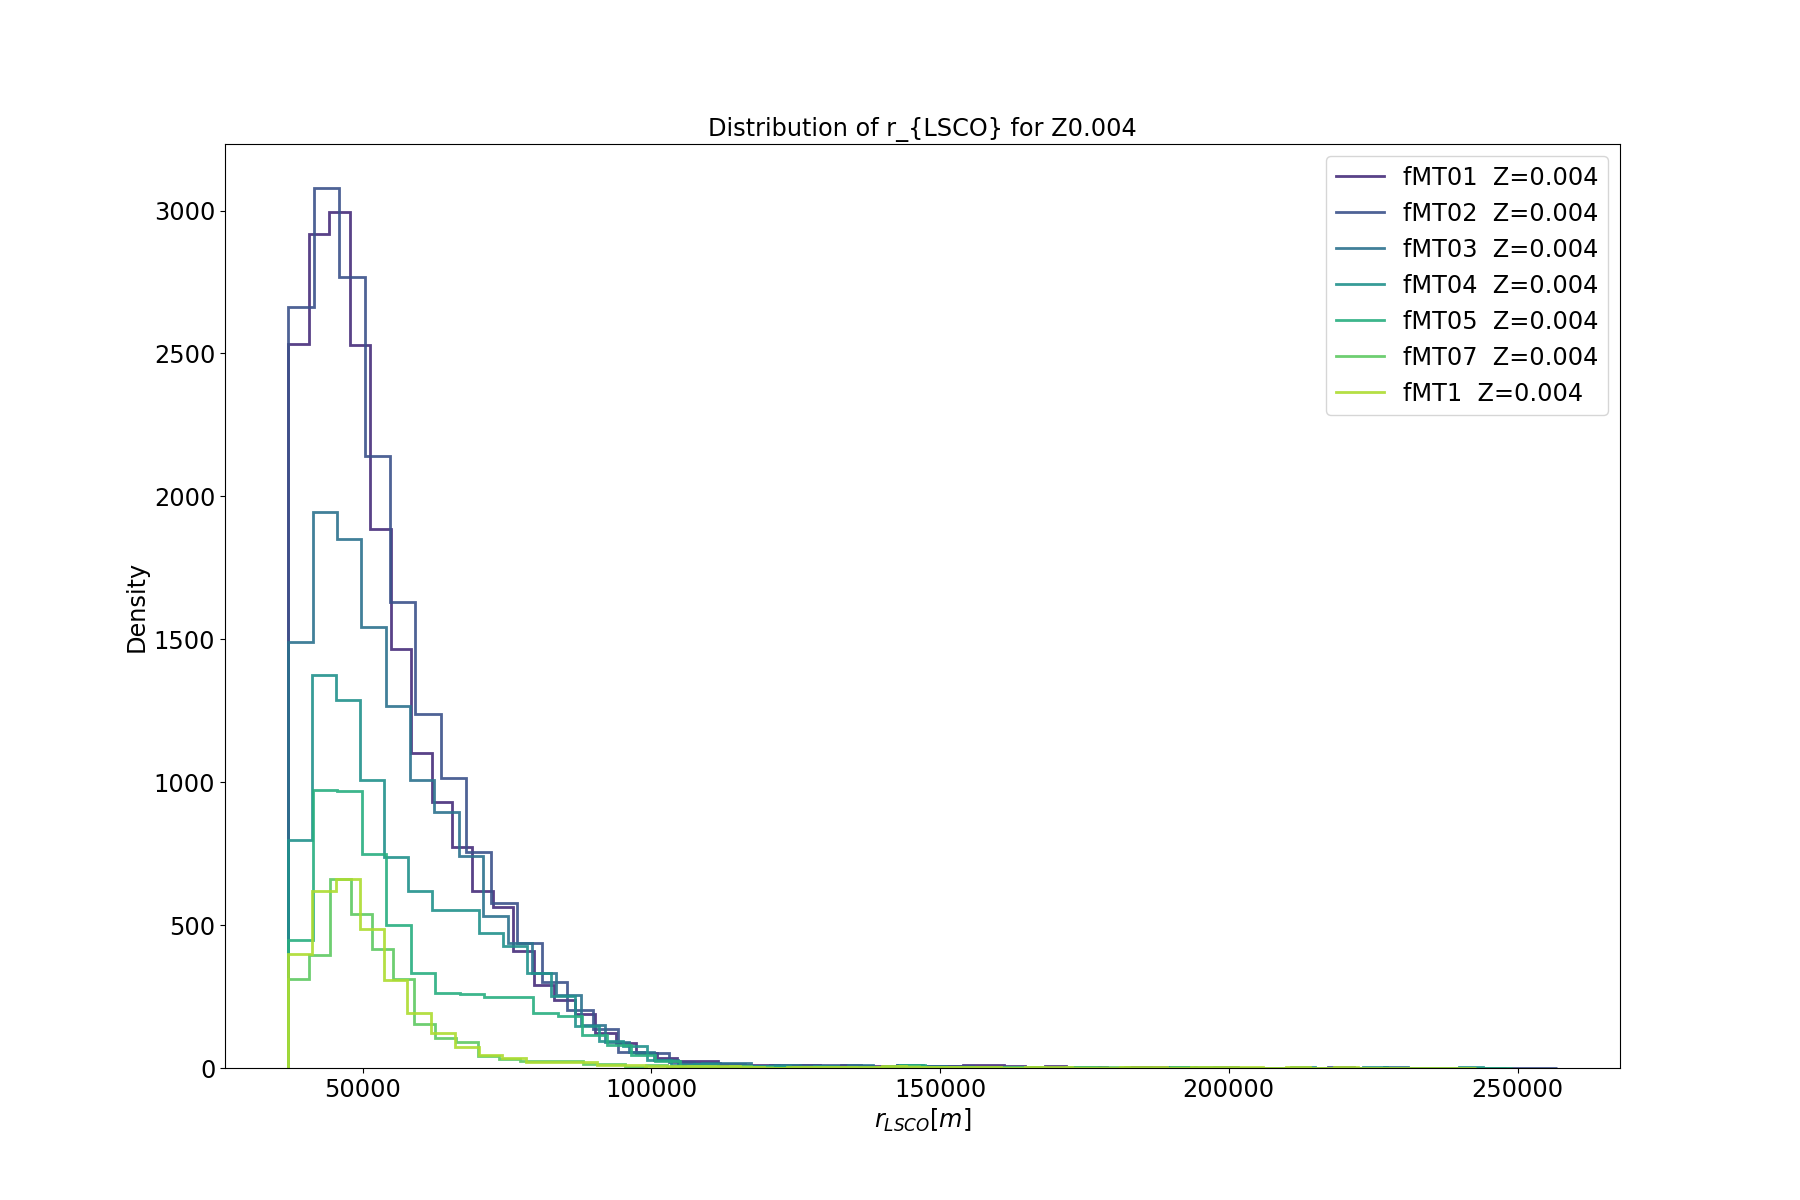 Distribution of r_{LSCO} for Z0.004
fMT01 Z=0.004
fMT02 Z=0.004
fMT03 Z=0.004
fMT04 Z=0.004
fMT05 Z=0.004
fMT07 Z=0.004
fMT1 Z=0.004
3000
2500
2000
1500
1000
500
0
Density
50000 100000 150000 200000 250000
r_{LSCO}[m]